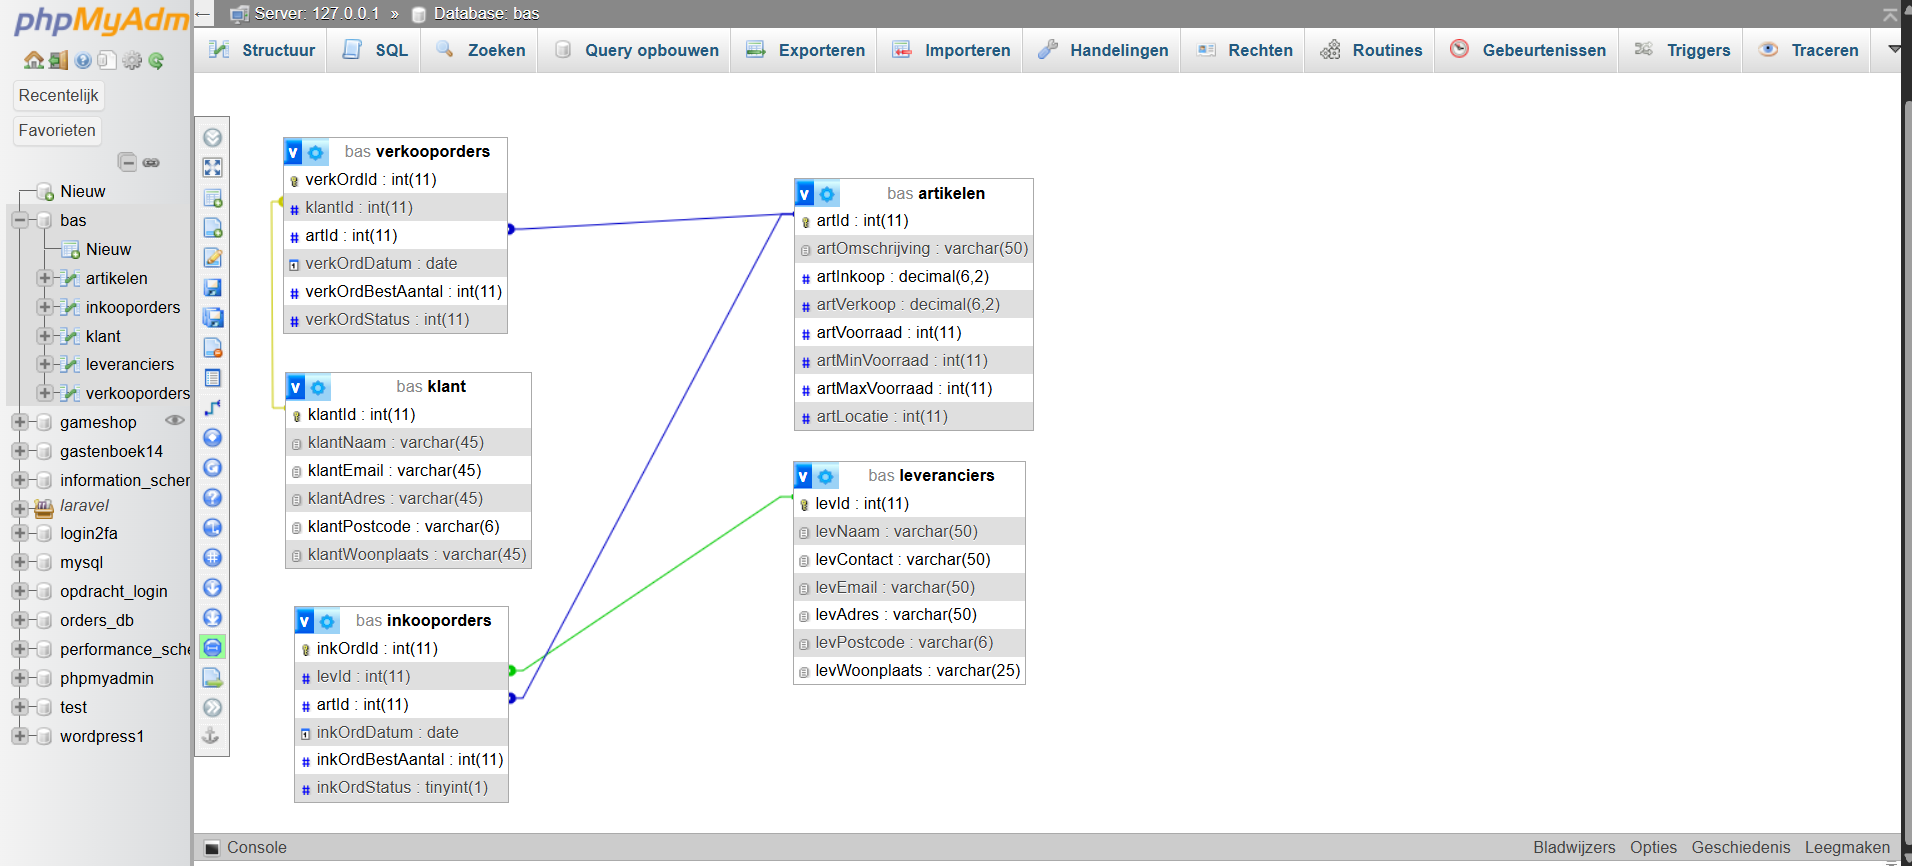 phpMyAdm
Recentelijk
Favorieten
Nieuw
bas
Nieuw
artikelen
inkooporders
klant
leveranciers
verkooporders
gameshop
gastenboek14
information_scher
laravel
login2fa
mysql
opdracht_login
orders_db
performance_sche
phpmyadmin
test
wordpress1
Server: 127.0.0.1 » Database: bas
Structuur SQL Zoeken Query opbouwen Exporteren Importeren Handelingen Rechten Routines Gebeurtenissen Triggers Traceren
v bas verkooporders
verkOrdId : int(11)
klantId : int(11)
artId : int(11)
verkOrdDatum : date
verkOrdBestAantal : int(11)
verkOrdStatus : int(11)
v bas klant
klantId : int(11)
klantNaam : varchar(45)
klantEmail : varchar(45)
klantAdres : varchar(45)
klantPostcode : varchar(6)
klantWoonplaats : varchar(45)
v bas inkooporders
inkOrdId : int(11)
levId : int(11)
artId : int(11)
inkOrdDatum : date
inkOrdBestAantal : int(11)
inkOrdStatus : tinyint(1)
v bas artikelen
artId : int(11)
artOmschrijving : varchar(50)
artInkoop : decimal(6,2)
artVerkoop : decimal(6,2)
artVoorraad : int(11)
artMinVoorraad : int(11)
artMaxVoorraad : int(11)
artLocatie : int(11)
v bas leveranciers
levId : int(11)
levNaam : varchar(50)
levContact : varchar(50)
levEmail : varchar(50)
levAdres : varchar(50)
levPostcode : varchar(6)
levWoonplaats : varchar(25)
Console Bladwijzers Opties Geschiedenis Leegmaken